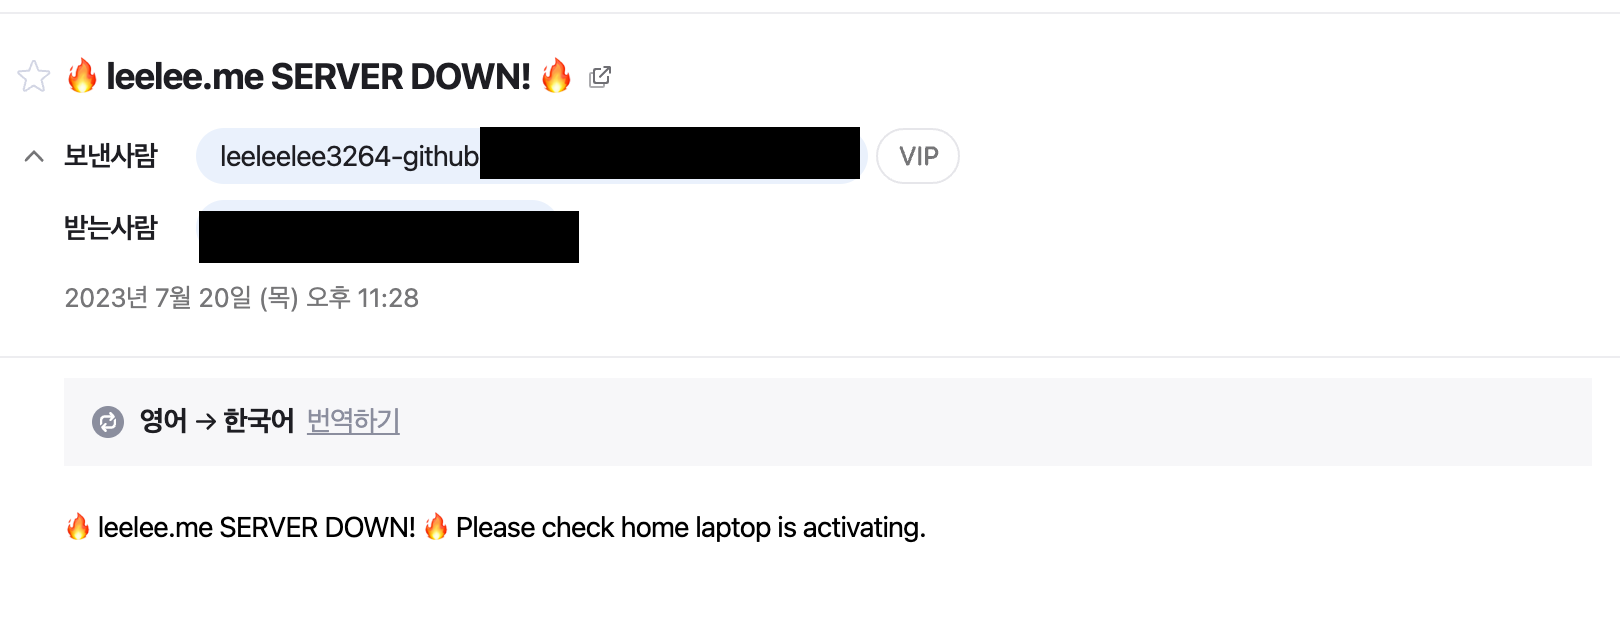 🔥 leelee.me SERVER DOWN! 🔥
보낸사람 leeleelee3264-github VIP
받는사람
2023년 7월 20일 (목) 오후 11:28
영어 → 한국어 번역하기
🔥 leelee.me SERVER DOWN! 🔥 Please check home laptop is activating.